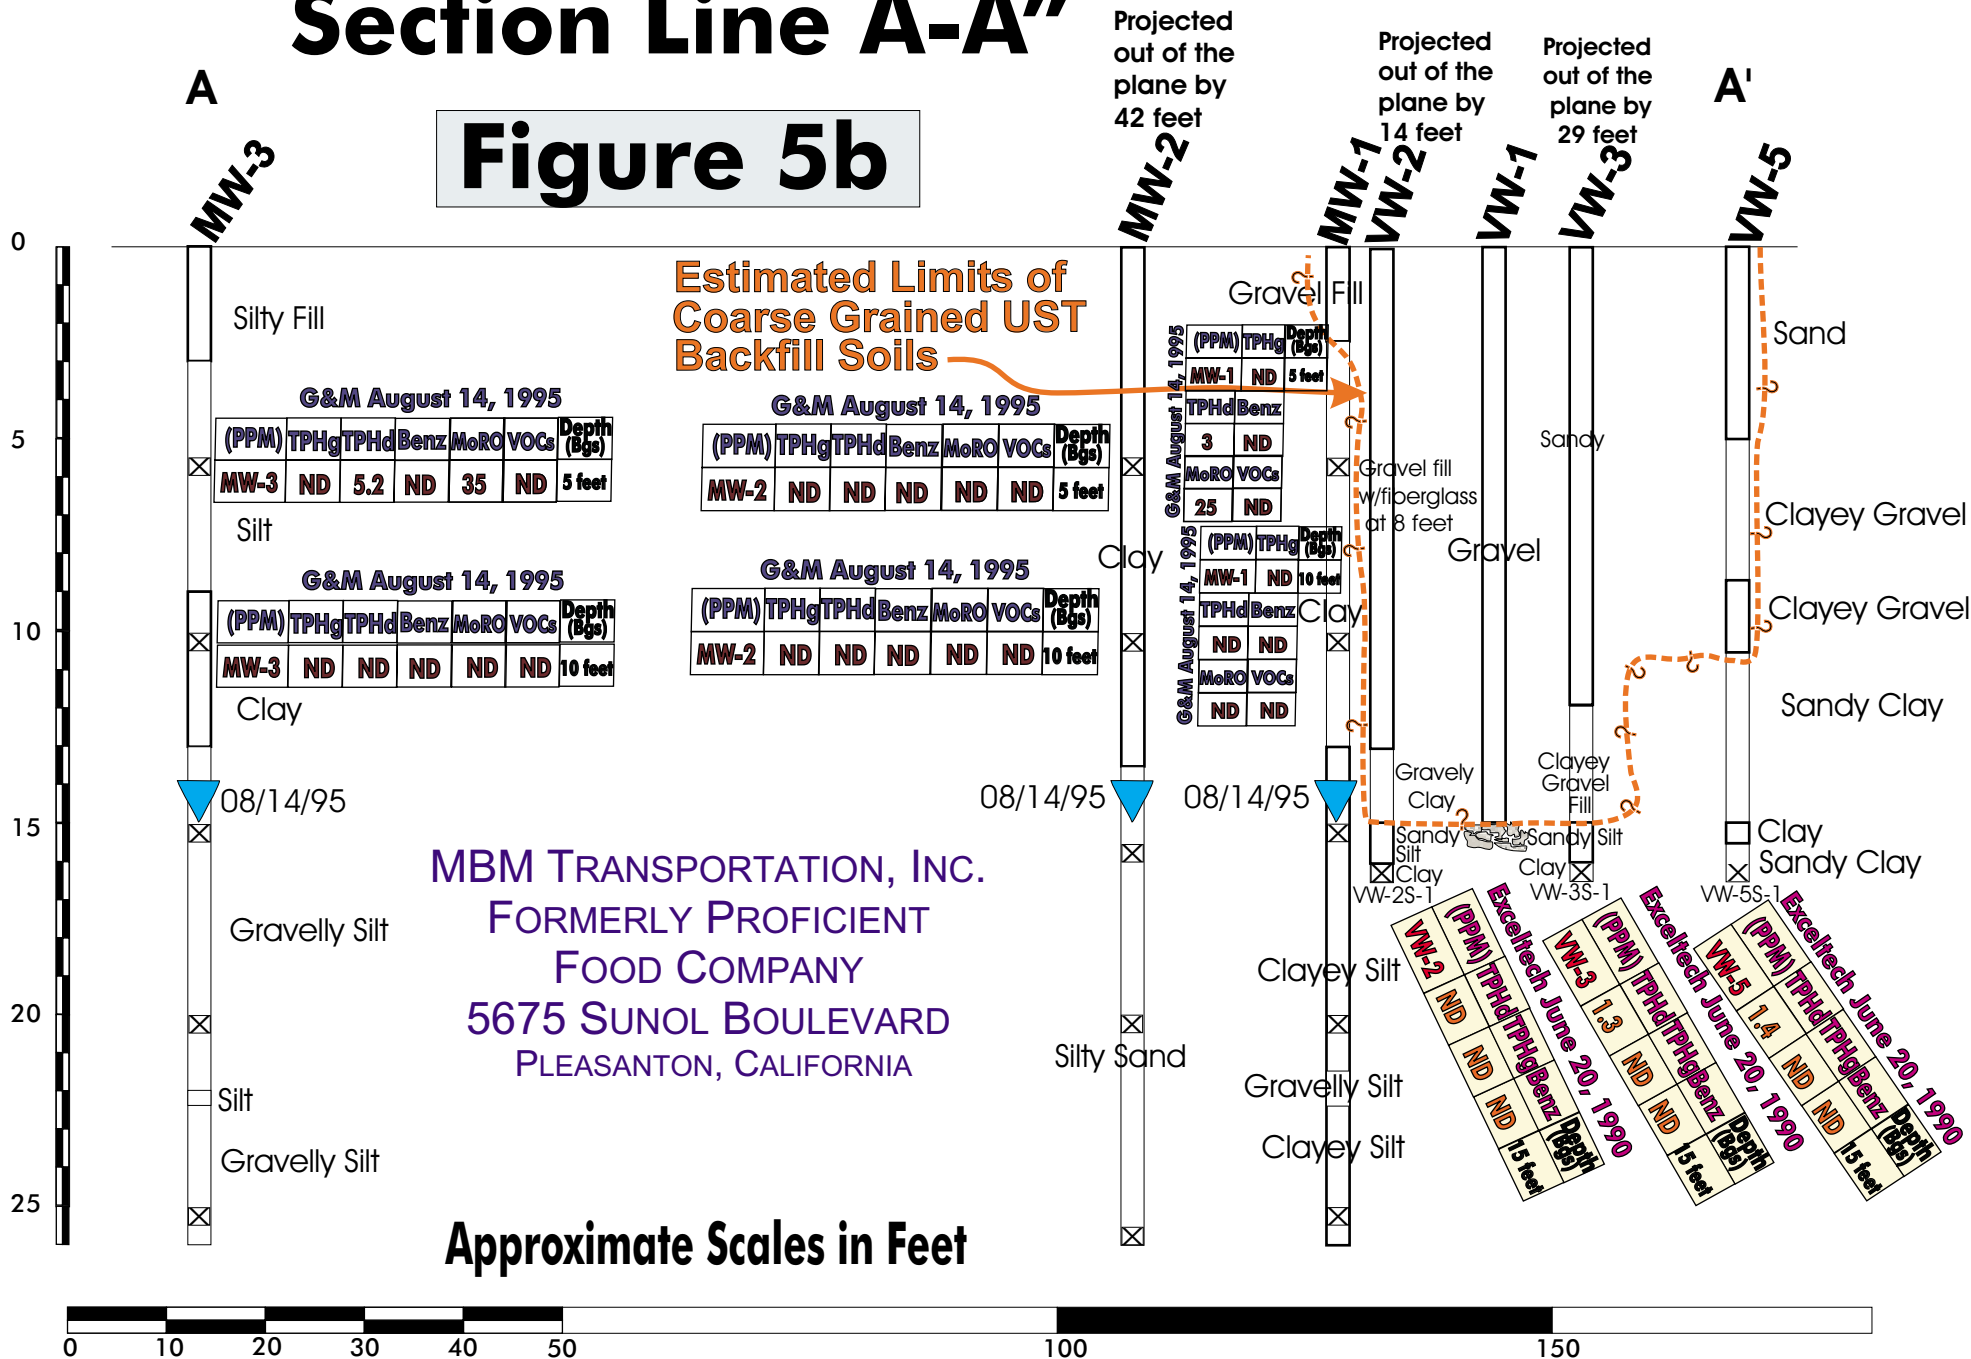 Section Line A-A"
Figure 5b
A
A'
Projected
out of the
plane by
42 feet
Projected
out of the
plane by
14 feet
Projected
out of the
plane by
29 feet
MW-3
MW-2
MW-1
VW-2
VW-1
VW-3
VW-5
0
5
10
15
20
25
Silty Fill
G&M August 14, 1995
(PPM) TPHg TPHd Benz MoRO VOCs Depth (Bgs)
MW-3 ND 5.2 ND 35 ND 5 feet
Silt
G&M August 14, 1995
(PPM) TPHg TPHd Benz MoRO VOCs Depth (Bgs)
MW-3 ND ND ND ND ND 10 feet
Clay
08/14/95
Gravelly Silt
Silt
Gravelly Silt
Estimated Limits of
Coarse Grained UST
Backfill Soils
G&M August 14, 1995
(PPM) TPHg TPHd Benz MoRO VOCs Depth (Bgs)
MW-2 ND ND ND ND ND 5 feet
G&M August 14, 1995
(PPM) TPHg TPHd Benz MoRO VOCs Depth (Bgs)
MW-2 ND ND ND ND ND 10 feet
Clay
08/14/95
Silty Sand
Gravel Fill
G&M August 14, 1995
(PPM) TPHg Depth (Bgs)
MW-1 ND 5 feet
TPHd Benz
3 ND
MoRO VOCs
25 ND
G&M August 14, 1995
(PPM) TPHg Depth (Bgs)
MW-1 ND 10 feet
TPHd Benz
ND ND
MoRO VOCs
ND ND
Clay
08/14/95
Clayey Silt
Gravelly Silt
Clayey Silt
Gravel fill
w/fiberglass
at 8 feet
Gravely
Clay
Sandy
Silt
Clay
VW-2S-1
Gravel
Sandy
Clayey
Gravel
Fill
Sandy Silt
Clay
VW-3S-1
Sand
Clayey Gravel
Clayey Gravel
Sandy Clay
Clay
Sandy Clay
VW-5S-1
? ? ? ? ? ? ? ? ? ? ? ? ?
Exceltech June 20, 1990
(PPM) TPHd TPHg Benz Depth (Bgs)
VW-2 ND ND ND 15 feet
Exceltech June 20, 1990
(PPM) TPHd TPHg Benz Depth (Bgs)
VW-3 1.3 ND ND 15 feet
Exceltech June 20, 1990
(PPM) TPHd TPHg Benz Depth (Bgs)
VW-5 1.4 ND ND 15 feet
MBM TRANSPORTATION, INC.
FORMERLY PROFICIENT
FOOD COMPANY
5675 SUNOL BOULEVARD
PLEASANTON, CALIFORNIA
Approximate Scales in Feet
0 10 20 30 40 50 100 150